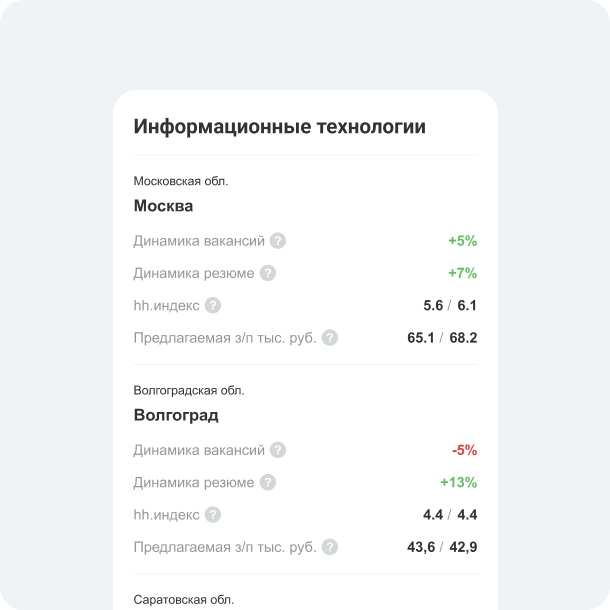 Информационные технологии
Московская обл.
Москва
Динамика вакансий ? +5%
Динамика резюме ? +7%
hh.индекс ? 5.6 / 6.1
Предлагаемая з/п тыс. руб. ? 65.1 / 68.2
Волгоградская обл.
Волгоград
Динамика вакансий ? -5%
Динамика резюме ? +13%
hh.индекс ? 4.4 / 4.4
Предлагаемая з/п тыс. руб. ? 43,6 / 42,9
Саратовская обл.